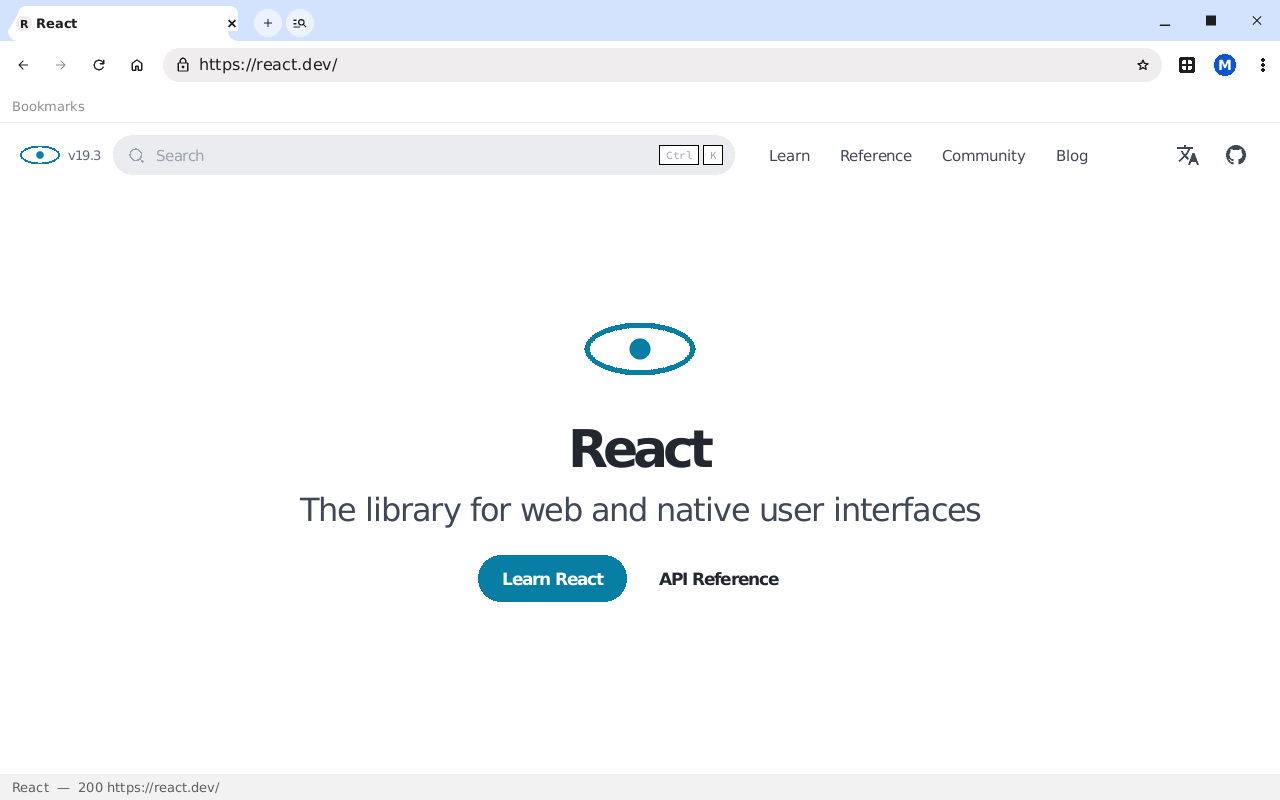 R React
https://react.dev/
M
Bookmarks
v19.3
Search
Ctrl K
Learn
Reference
Community
Blog
React
The library for web and native user interfaces
Learn React
API Reference
React — 200 https://react.dev/